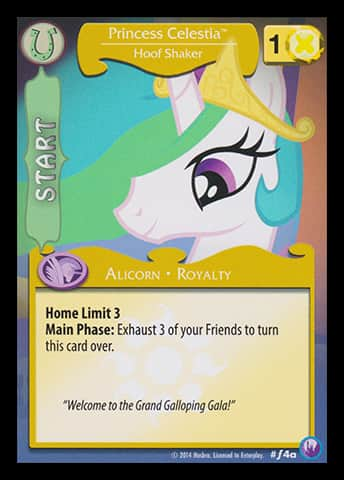 Princess Celestia™
Hoof Shaker
1
START
Alicorn • Royalty
Home Limit 3
Main Phase: Exhaust 3 of your Friends to turn
this card over.
"Welcome to the Grand Galloping Gala!"
© 2014 Hasbro. Licensed to Enterplay.
#ƒ4a